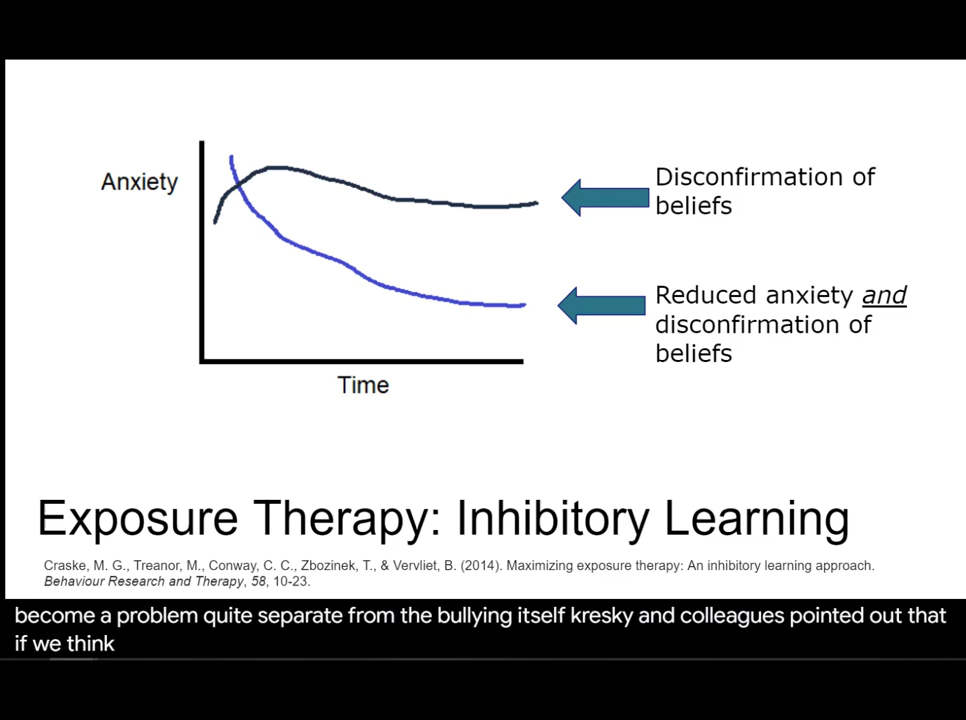 Anxiety
Disconfirmation of
beliefs
Reduced anxiety and
disconfirmation of
beliefs
Time
Exposure Therapy: Inhibitory Learning
Craske, M. G., Treanor, M., Conway, C. C., Zbozinek, T., & Vervliet, B. (2014). Maximizing exposure therapy: An inhibitory learning approach.
Behaviour Research and Therapy, 58, 10-23.
become a problem quite separate from the bullying itself kresky and colleagues pointed out that
if we think